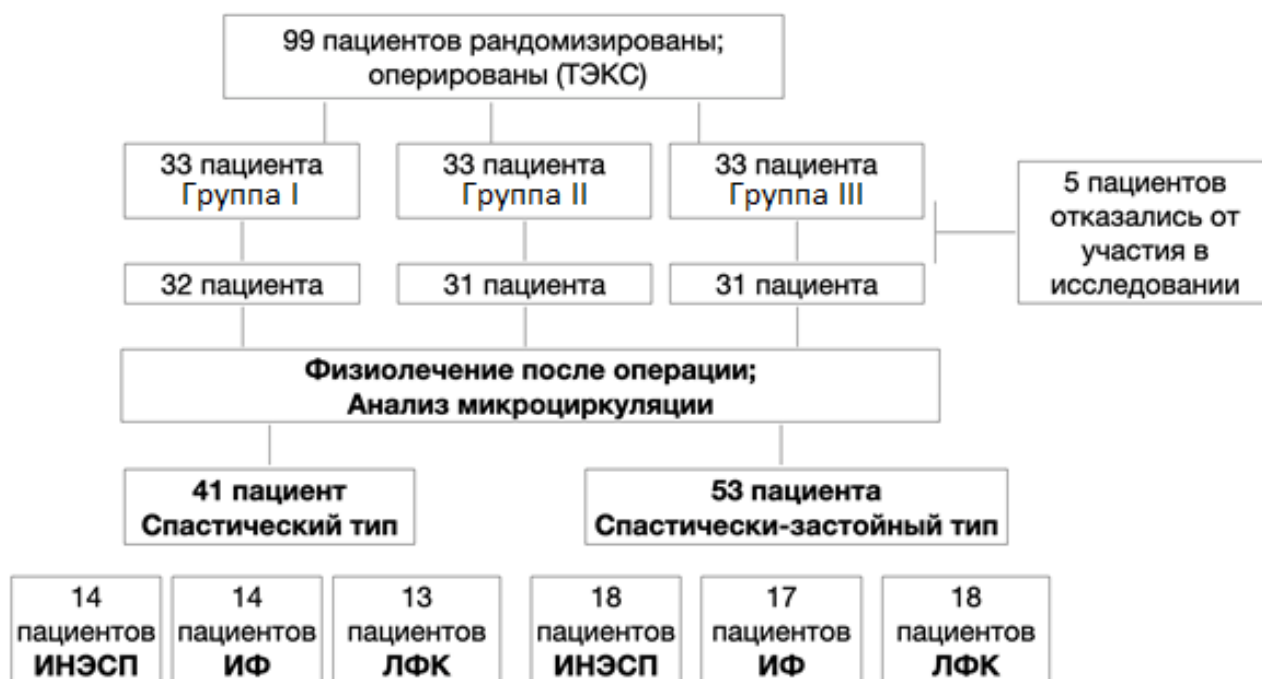 99 пациентов рандомизированы;
оперированы (ТЭКС)
33 пациента
Группа I
33 пациента
Группа II
33 пациента
Группа III
5 пациентов
отказались от
участия в
исследовании
32 пациента
31 пациента
31 пациента
Физиолечение после операции;
Анализ микроциркуляции
41 пациент
Спастический тип
53 пациента
Спастически-застойный тип
14
пациентов
ИНЭСП
14
пациентов
ИФ
13
пациентов
ЛФК
18
пациентов
ИНЭСП
17
пациентов
ИФ
18
пациентов
ЛФК